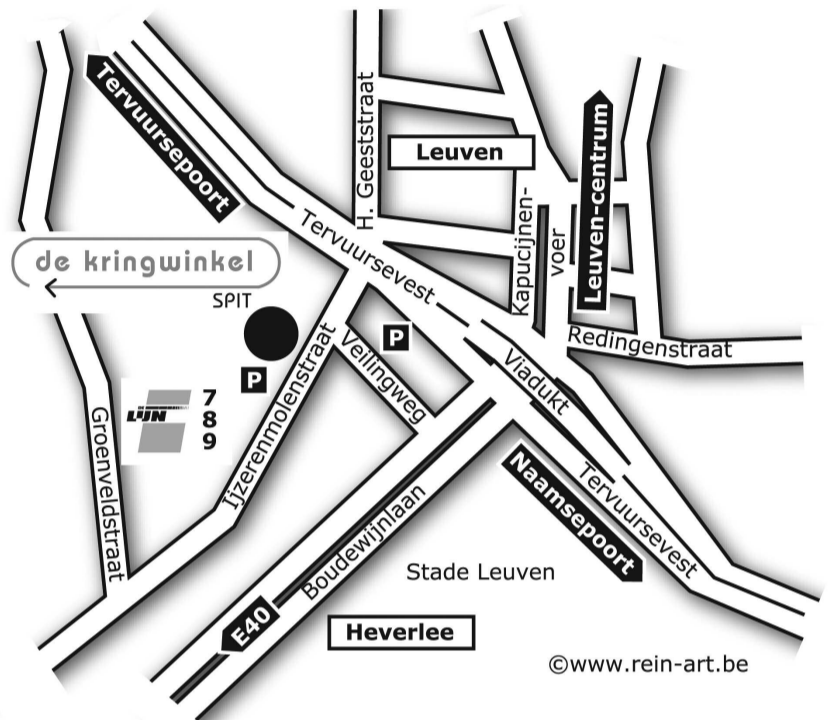 Tervuursepoort
H. Geeststraat
Leuven
Leuven-centrum
Kapucijnen-
voer
Tervuursevest
de kringwinkel
SPIT
P
P
Redingenstraat
Viadukt
Veilingweg
Ijzerenmolenstraat
LIJN
7
8
9
Groenveldstraat
Naamsepoort
Tervuursevest
Boudewijnlaan
Stade Leuven
E40
Heverlee
©www.rein-art.be